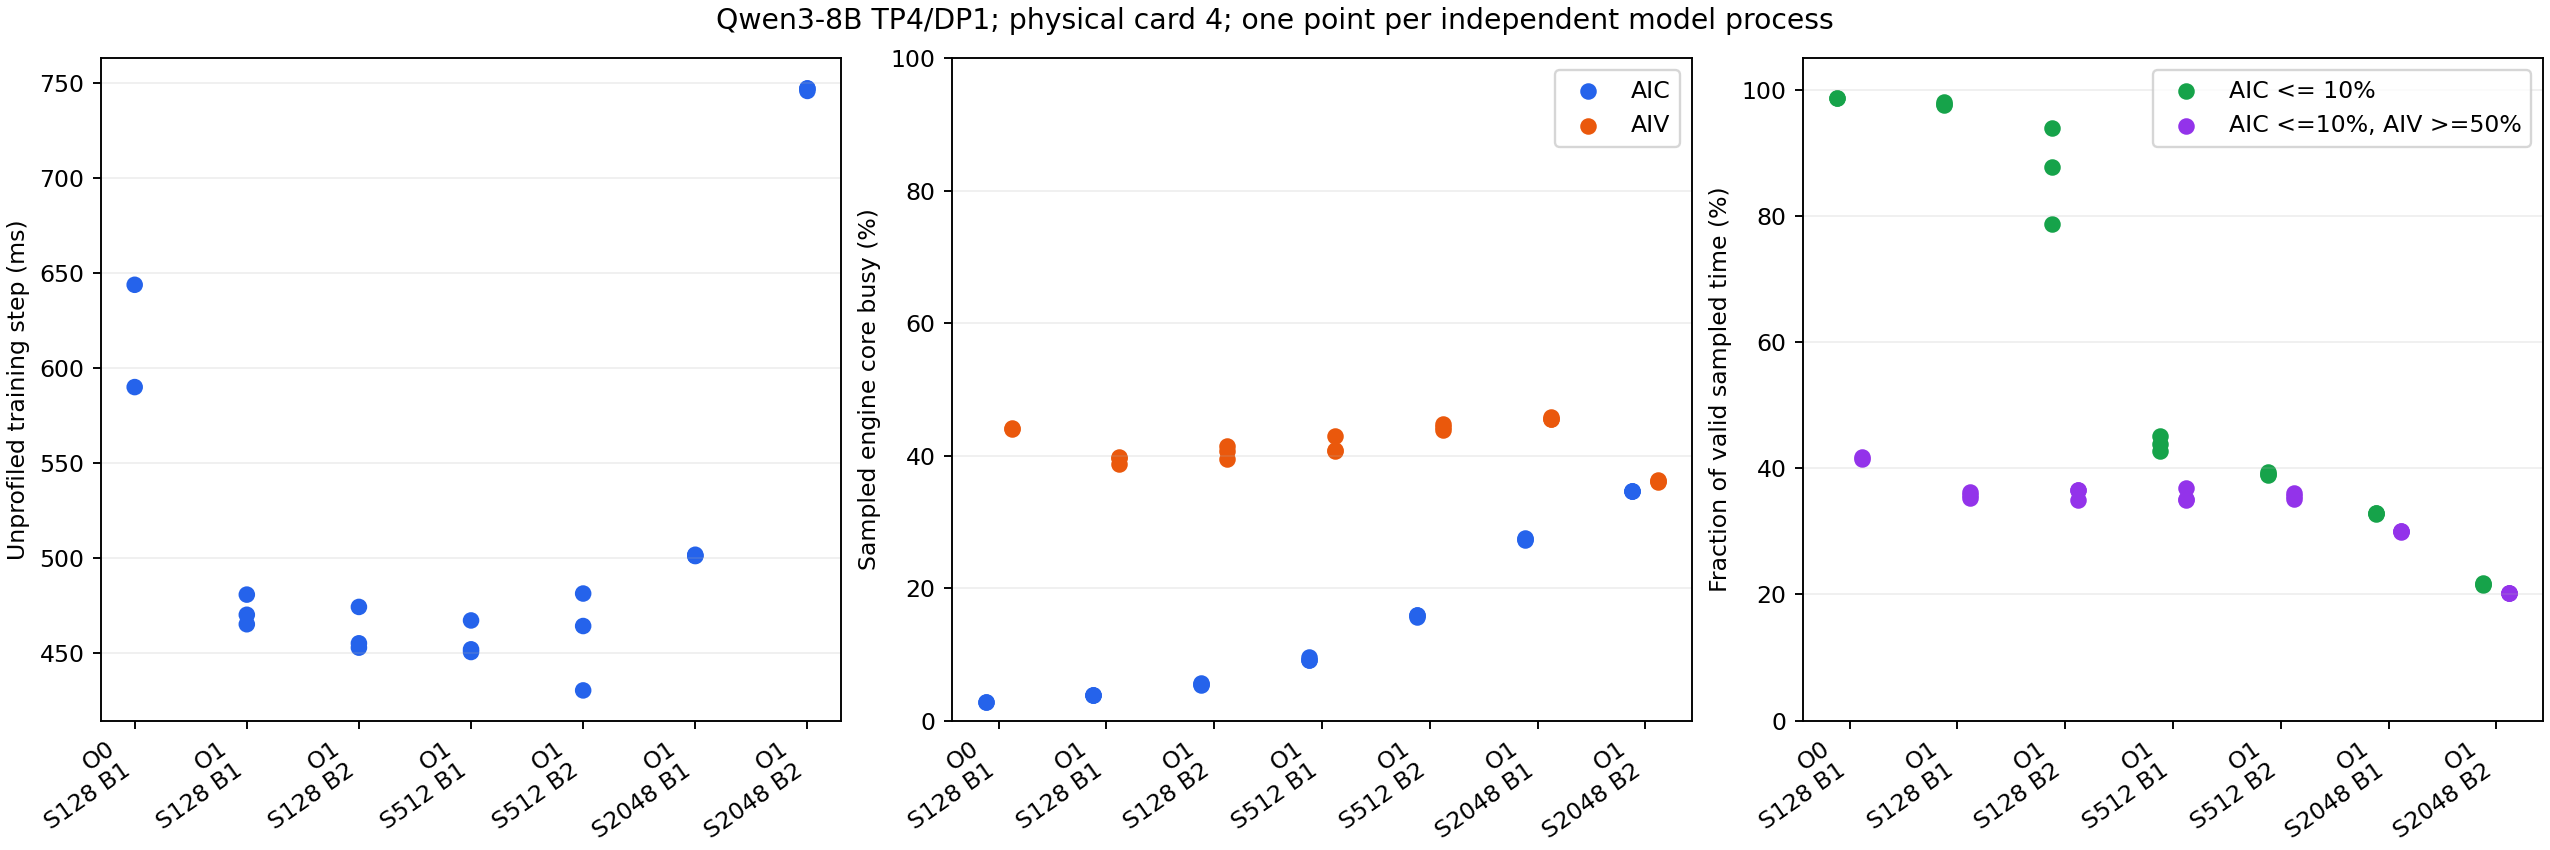 Qwen3-8B TP4/DP1; physical card 4; one point per independent model process
Unprofiled training step (ms)
750
700
650
600
550
500
450
O0
S128 B1
O1
S128 B1
O1
S128 B2
O1
S512 B1
O1
S512 B2
O1
S2048 B1
O1
S2048 B2
Sampled engine core busy (%)
100
80
60
40
20
0
AIC
AIV
O0
S128 B1
O1
S128 B1
O1
S128 B2
O1
S512 B1
O1
S512 B2
O1
S2048 B1
O1
S2048 B2
Fraction of valid sampled time (%)
100
80
60
40
20
0
AIC <= 10%
AIC <=10%, AIV >=50%
O0
S128 B1
O1
S128 B1
O1
S128 B2
O1
S512 B1
O1
S512 B2
O1
S2048 B1
O1
S2048 B2